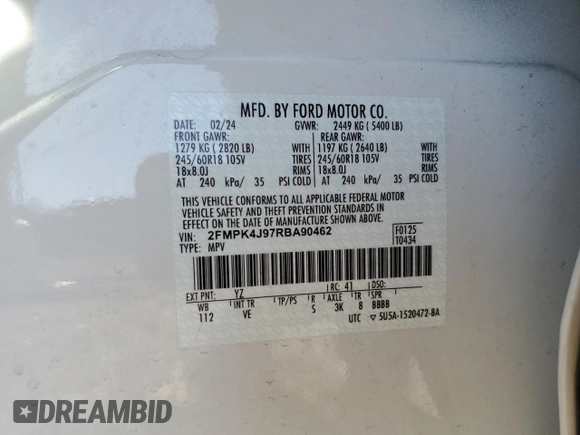 MFD. BY FORD MOTOR CO.
DATE: 02/24 GVWR: 2449 KG ( 5400 LB)
FRONT GAWR: REAR GAWR:
1279 KG ( 2820 LB) WITH 1197 KG ( 2640 LB) WITH
245/60R18 105V TIRES 245/60R18 105V TIRES
18x8.0J RIMS 18x8.0J RIMS
AT 240 kPa/ 35 PSI COLD AT 240 kPa/ 35 PSI COLD
THIS VEHICLE CONFORMS TO ALL APPLICABLE FEDERAL MOTOR
VEHICLE SAFETY AND THEFT PREVENTION STANDARDS IN
EFFECT ON THE DATE OF MANUFACTURE SHOWN ABOVE.
VIN: 2FMPK4J97RBA90462 F0125
TYPE: MPV T0434
EXT PNT: YZ RC: 41 DSO:
WB INT TR TP/PS R AXLE TR SPR
112 VE S 3K 8 BBBB
UTC ▽ 5U5A-1520472-BA
DREAMBID